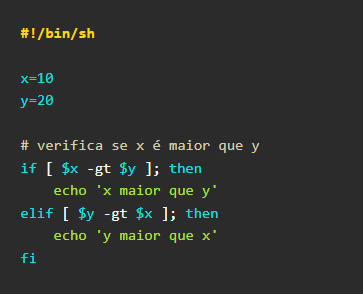 #!/bin/sh

x=10
y=20

# verifica se x é maior que y
if [ $x -gt $y ]; then
    echo 'x maior que y'
elif [ $y -gt $x ]; then
    echo 'y maior que x'
fi